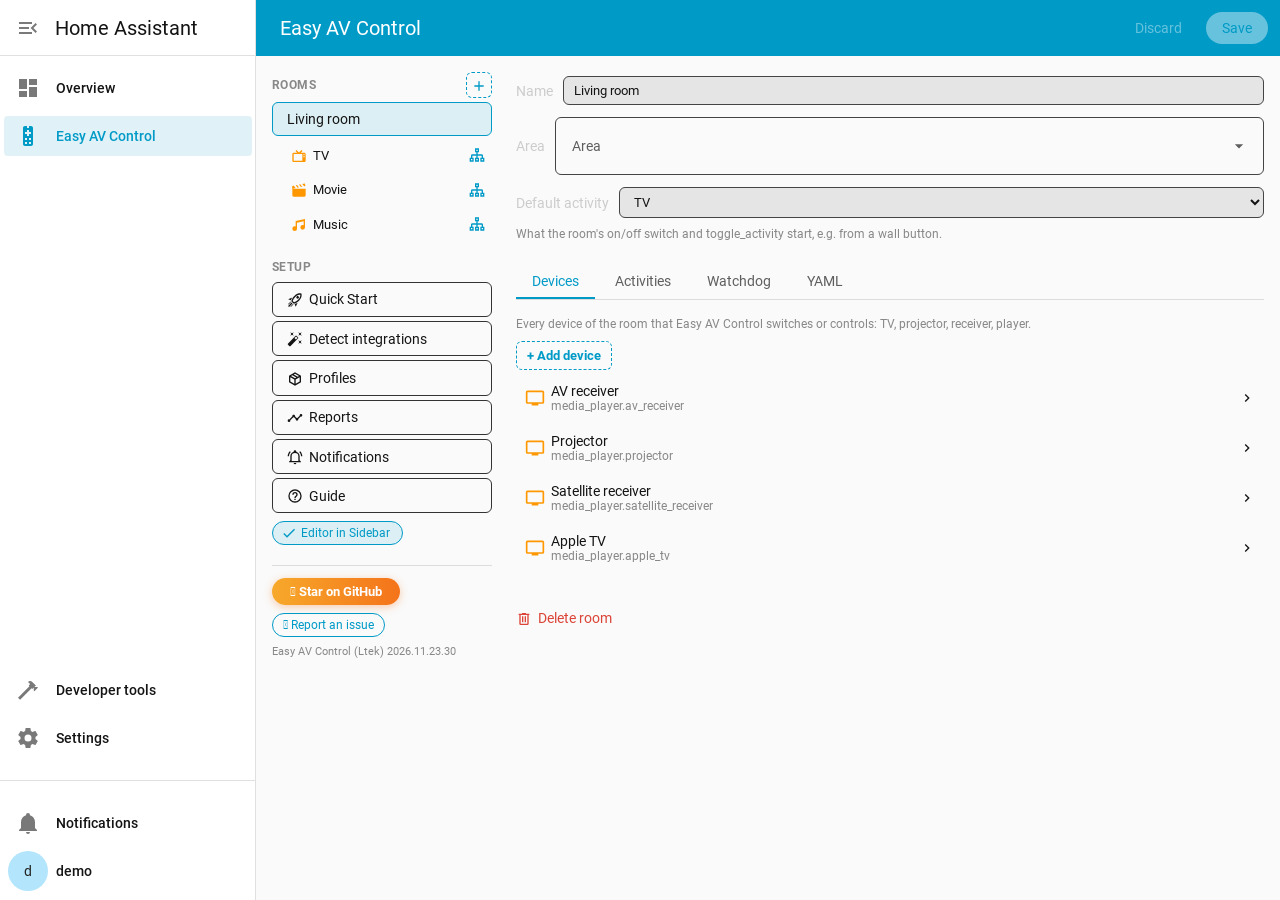 Home Assistant
Easy AV Control
Discard
Save
Overview
Easy AV Control
Developer tools
Settings
Notifications
d
demo
ROOMS
+
Living room
TV
Movie
Music
SETUP
Quick Start
Detect integrations
Profiles
Reports
Notifications
Guide
Editor in Sidebar
Star on GitHub
Report an issue
Easy AV Control (Ltek) 2026.11.23.30
Name
Living room
Area
Area
Default activity
TV
What the room's on/off switch and toggle_activity start, e.g. from a wall button.
Devices
Activities
Watchdog
YAML
Every device of the room that Easy AV Control switches or controls: TV, projector, receiver, player.
+ Add device
AV receiver
media_player.av_receiver
Projector
media_player.projector
Satellite receiver
media_player.satellite_receiver
Apple TV
media_player.apple_tv
Delete room